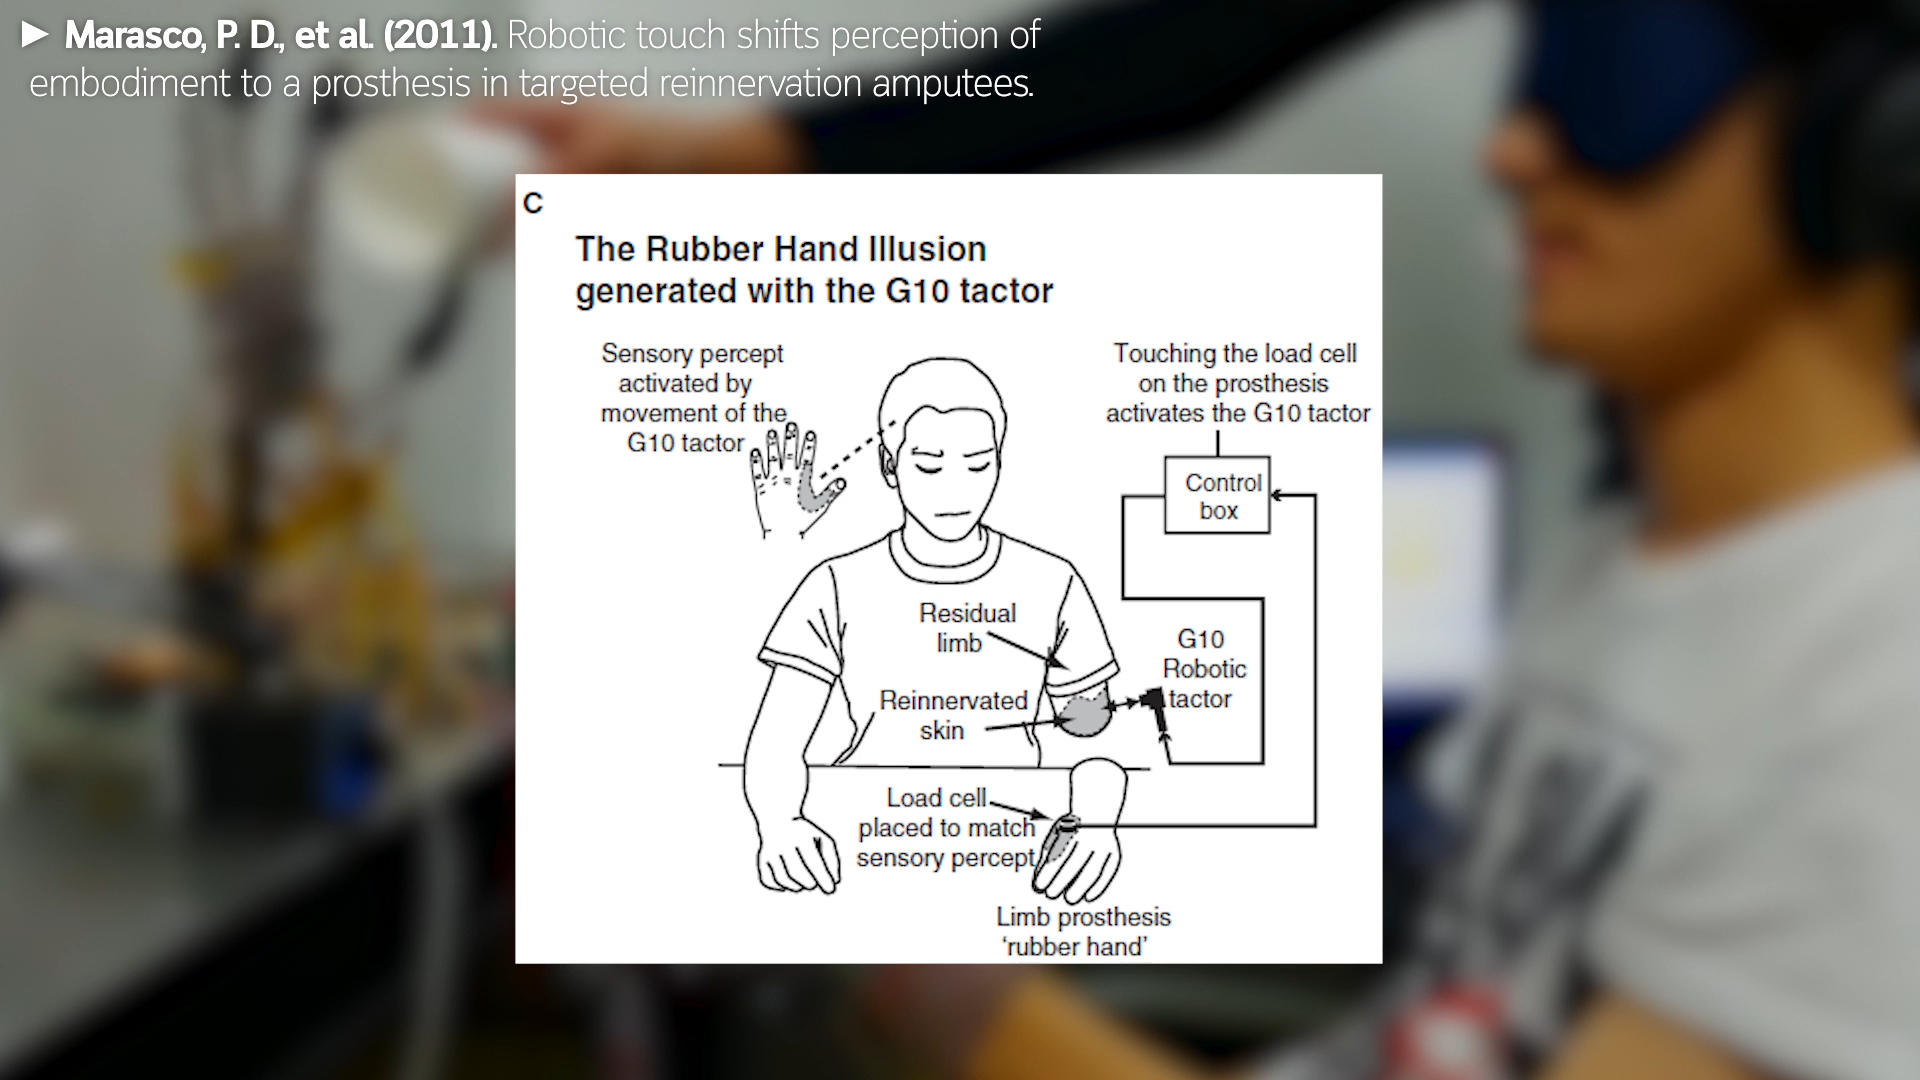 ► Marasco, P. D., et al. (2011). Robotic touch shifts perception of
embodiment to a prosthesis in targeted reinnervation amputees.
C
The Rubber Hand Illusion
generated with the G10 tactor
Sensory percept
activated by
movement of the
G10 tactor
Touching the load cell
on the prosthesis
activates the G10 tactor
Control
box
Residual
limb
G10
Robotic
tactor
Reinnervated
skin
Load cell
placed to match
sensory percept
Limb prosthesis
‘rubber hand’